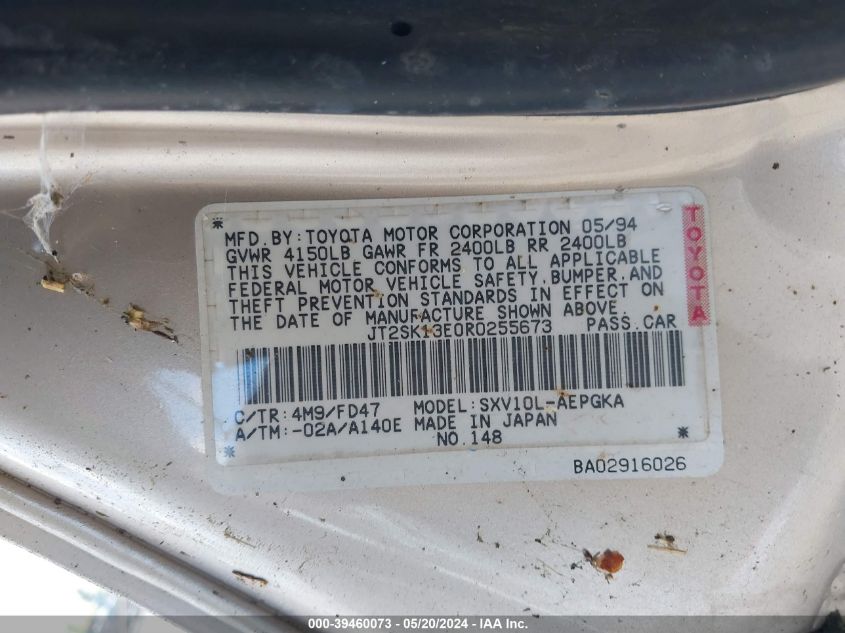 MFD.BY:TOYOTA MOTOR CORPORATION 05/94
GVWR 4150LB GAWR FR 2400LB RR 2400LB
THIS VEHICLE CONFORMS TO ALL APPLICABLE
FEDERAL MOTOR VEHICLE SAFETY,BUMPER,AND
THEFT PREVENTION STANDARDS IN EFFECT ON
THE DATE OF MANUFACTURE SHOWN ABOVE.
JT2SK13E0R0255673 PASS.CAR
TOYOTA
C/TR:4M9/FD47 MODEL:SXV10L-AEPGKA
A/TM:-02A/A140E MADE IN JAPAN
NO.148
BA02916026
000-39460073 - 05/20/2024 - IAA Inc.